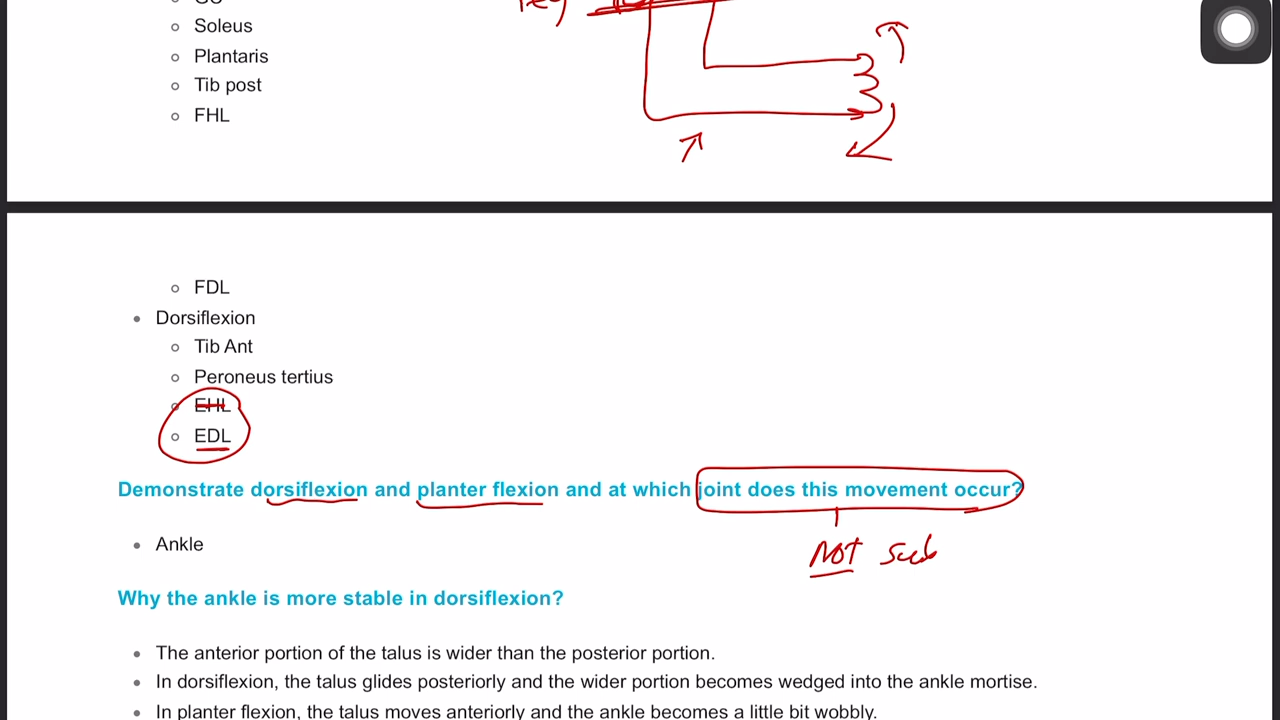 Soleus
Plantaris
Tib post
FHL
FDL
Dorsiflexion
Tib Ant
Peroneus tertius
EHL
EDL
Demonstrate dorsiflexion and planter flexion and at which joint does this movement occur?
NOT sub
Ankle
Why the ankle is more stable in dorsiflexion?
The anterior portion of the talus is wider than the posterior portion.
In dorsiflexion, the talus glides posteriorly and the wider portion becomes wedged into the ankle mortise.
In planter flexion, the talus moves anteriorly and the ankle becomes a little bit wobbly.